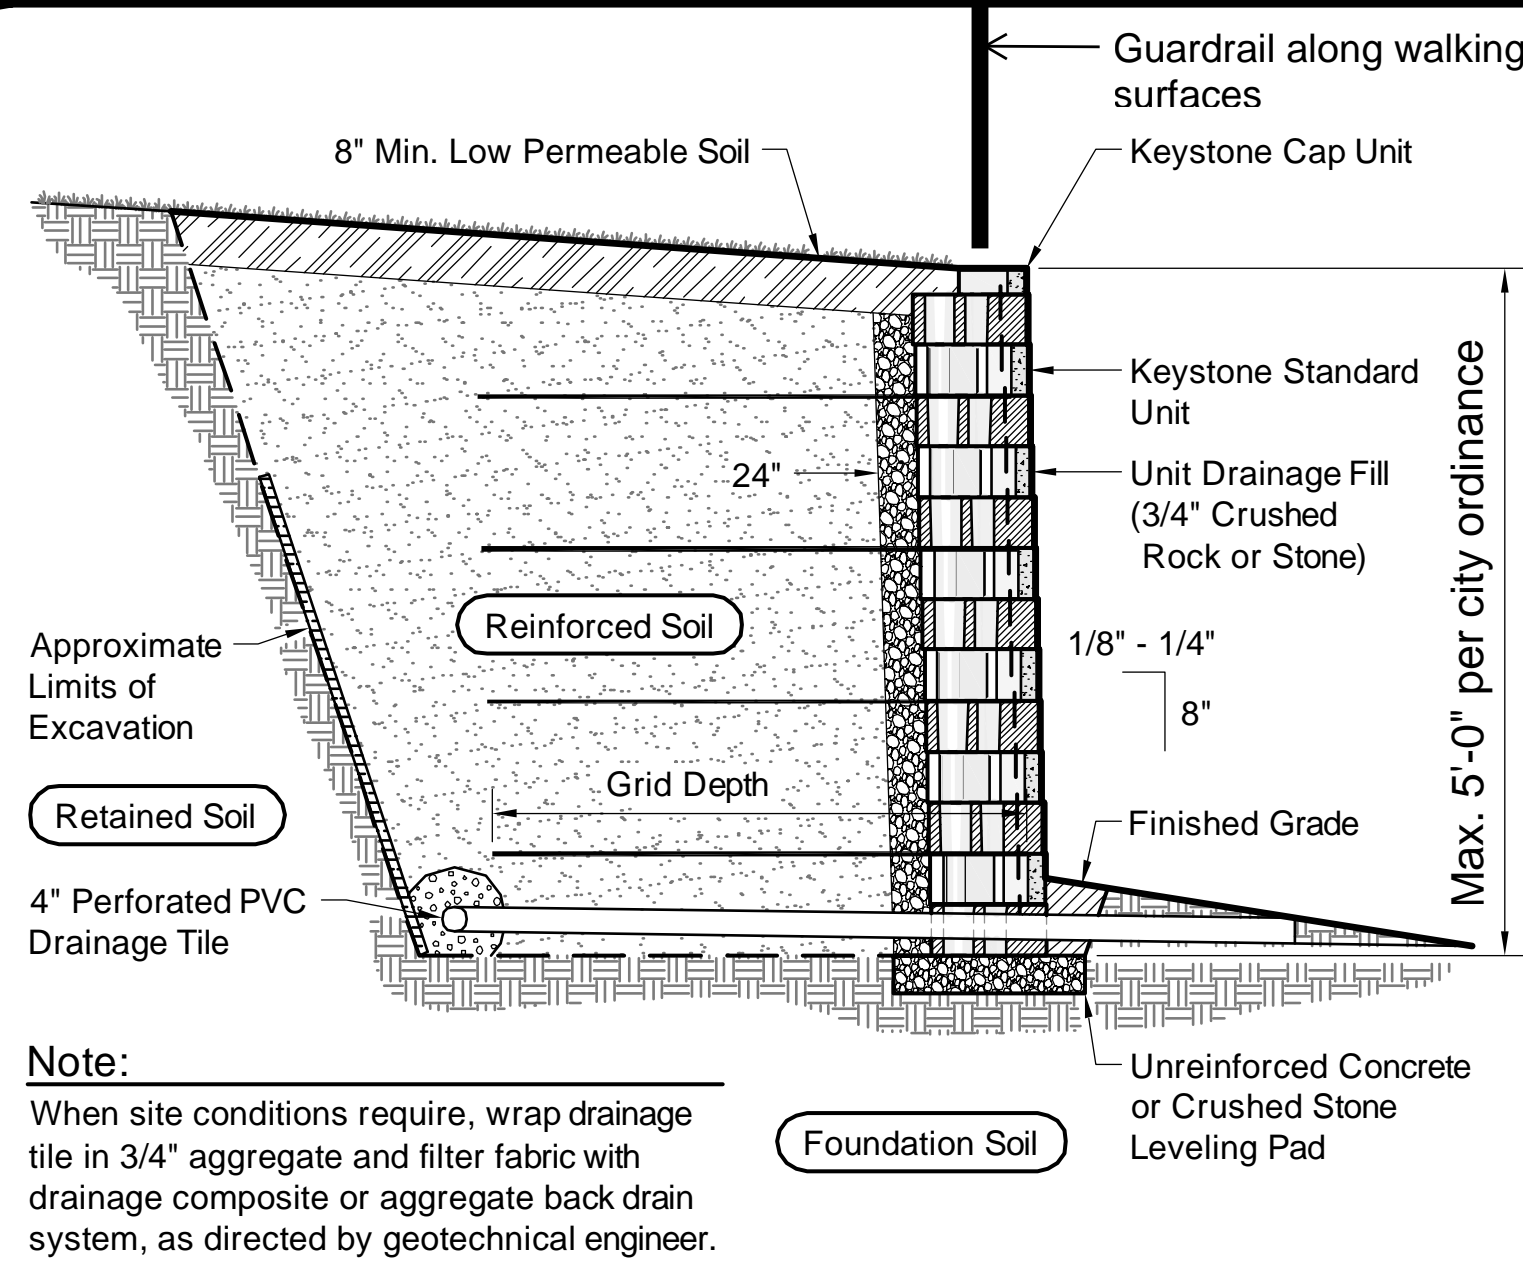 Guardrail along walking
surfaces
8" Min. Low Permeable Soil
Keystone Cap Unit
Keystone Standard
Unit
24"
Unit Drainage Fill
(3/4" Crushed
Rock or Stone)
Max. 5'-0" per city ordinance
Reinforced Soil
1/8" - 1/4"
8"
Approximate
Limits of
Excavation
Grid Depth
Retained Soil
Finished Grade
4" Perforated PVC
Drainage Tile
Note:
When site conditions require, wrap drainage
tile in 3/4" aggregate and filter fabric with
drainage composite or aggregate back drain
system, as directed by geotechnical engineer.
Foundation Soil
Unreinforced Concrete
or Crushed Stone
Leveling Pad